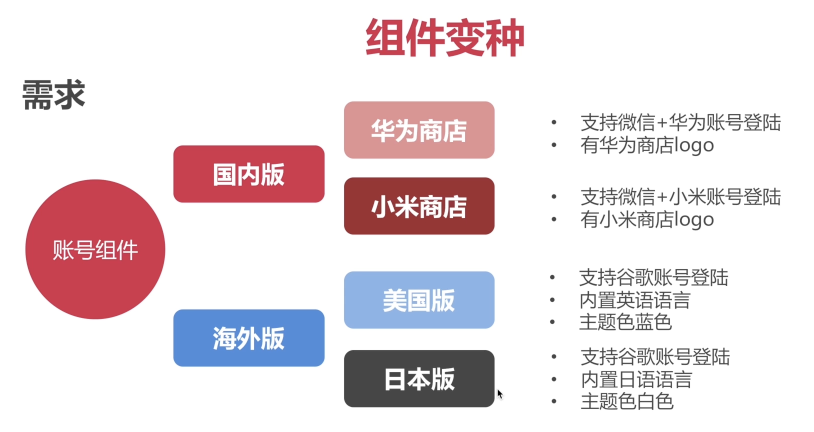 组件变种
需求
账号组件
国内版
华为商店
• 支持微信+华为账号登陆
• 有华为商店logo
小米商店
• 支持微信+小米账号登陆
• 有小米商店logo
海外版
美国版
• 支持谷歌账号登陆
• 内置英语语言
• 主题色蓝色
日本版
• 支持谷歌账号登陆
• 内置日语语言
• 主题色白色